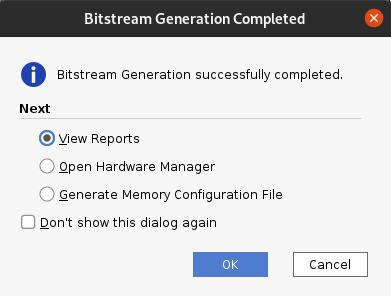 Bitstream Generation Completed
Bitstream Generation successfully completed.
Next
View Reports
Open Hardware Manager
Generate Memory Configuration File
Don't show this dialog again
OK
Cancel